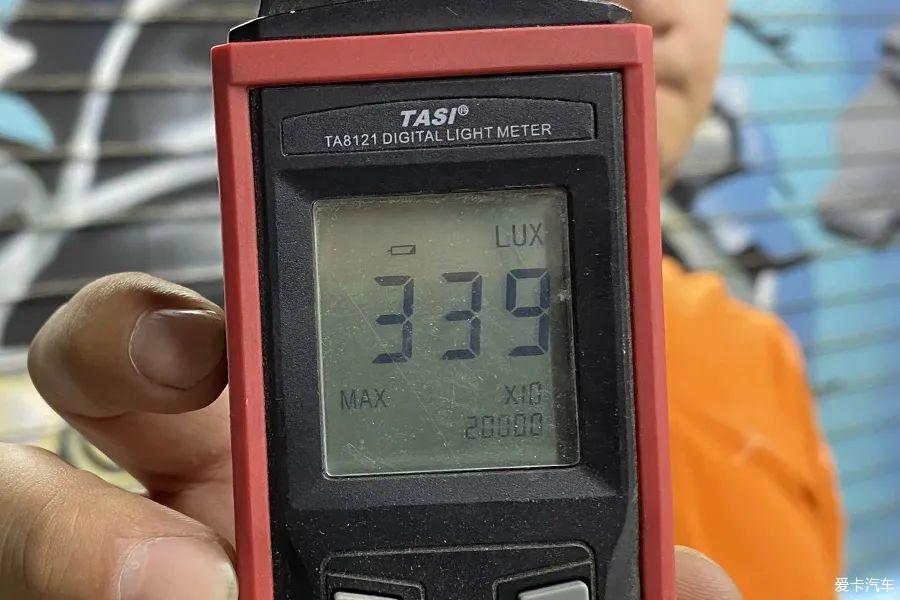 TASI®
TA8121 DIGITAL LIGHT METER
LUX
339
MAX X10
20000
爱卡汽车